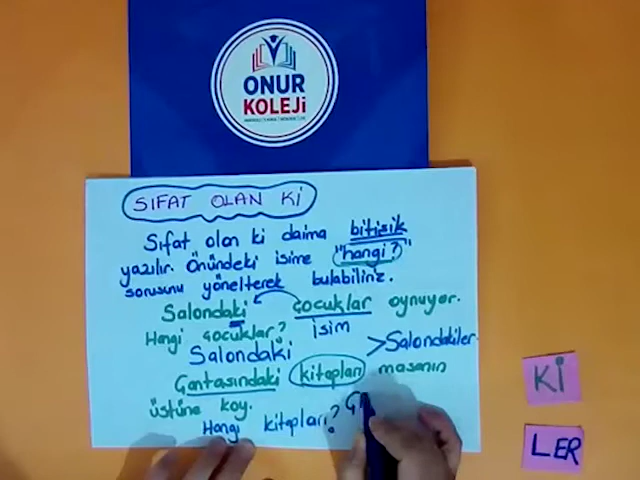 ONUR
KOLEJİ
SIFAT OLAN Kİ
Sıfat olan ki daima bitişik
yazılır. Önündeki isime "hangi?"
sorusunu yönelterek bulabiliriz.
Salondaki çocuklar oynuyor.
Hangi çocuklar? isim
Salondaki > Salondakiler
Çantasındaki kitapları masanın
üstüne koy.
Hangi kitapları?
Kİ
LER